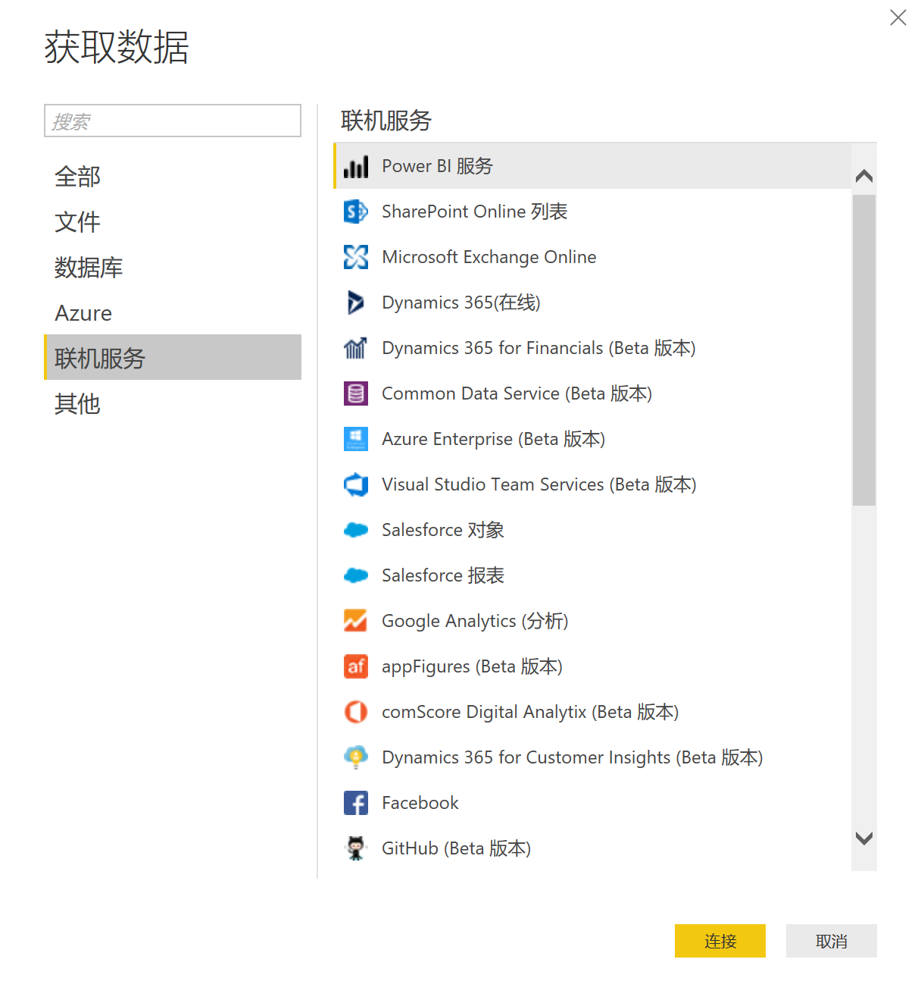 获取数据
搜索
全部
文件
数据库
Azure
联机服务
其他
联机服务
Power BI 服务
SharePoint Online 列表
Microsoft Exchange Online
Dynamics 365(在线)
Dynamics 365 for Financials (Beta 版本)
Common Data Service (Beta 版本)
Azure Enterprise (Beta 版本)
Visual Studio Team Services (Beta 版本)
Salesforce 对象
Salesforce 报表
Google Analytics (分析)
appFigures (Beta 版本)
comScore Digital Analytix (Beta 版本)
Dynamics 365 for Customer Insights (Beta 版本)
Facebook
GitHub (Beta 版本)
连接
取消